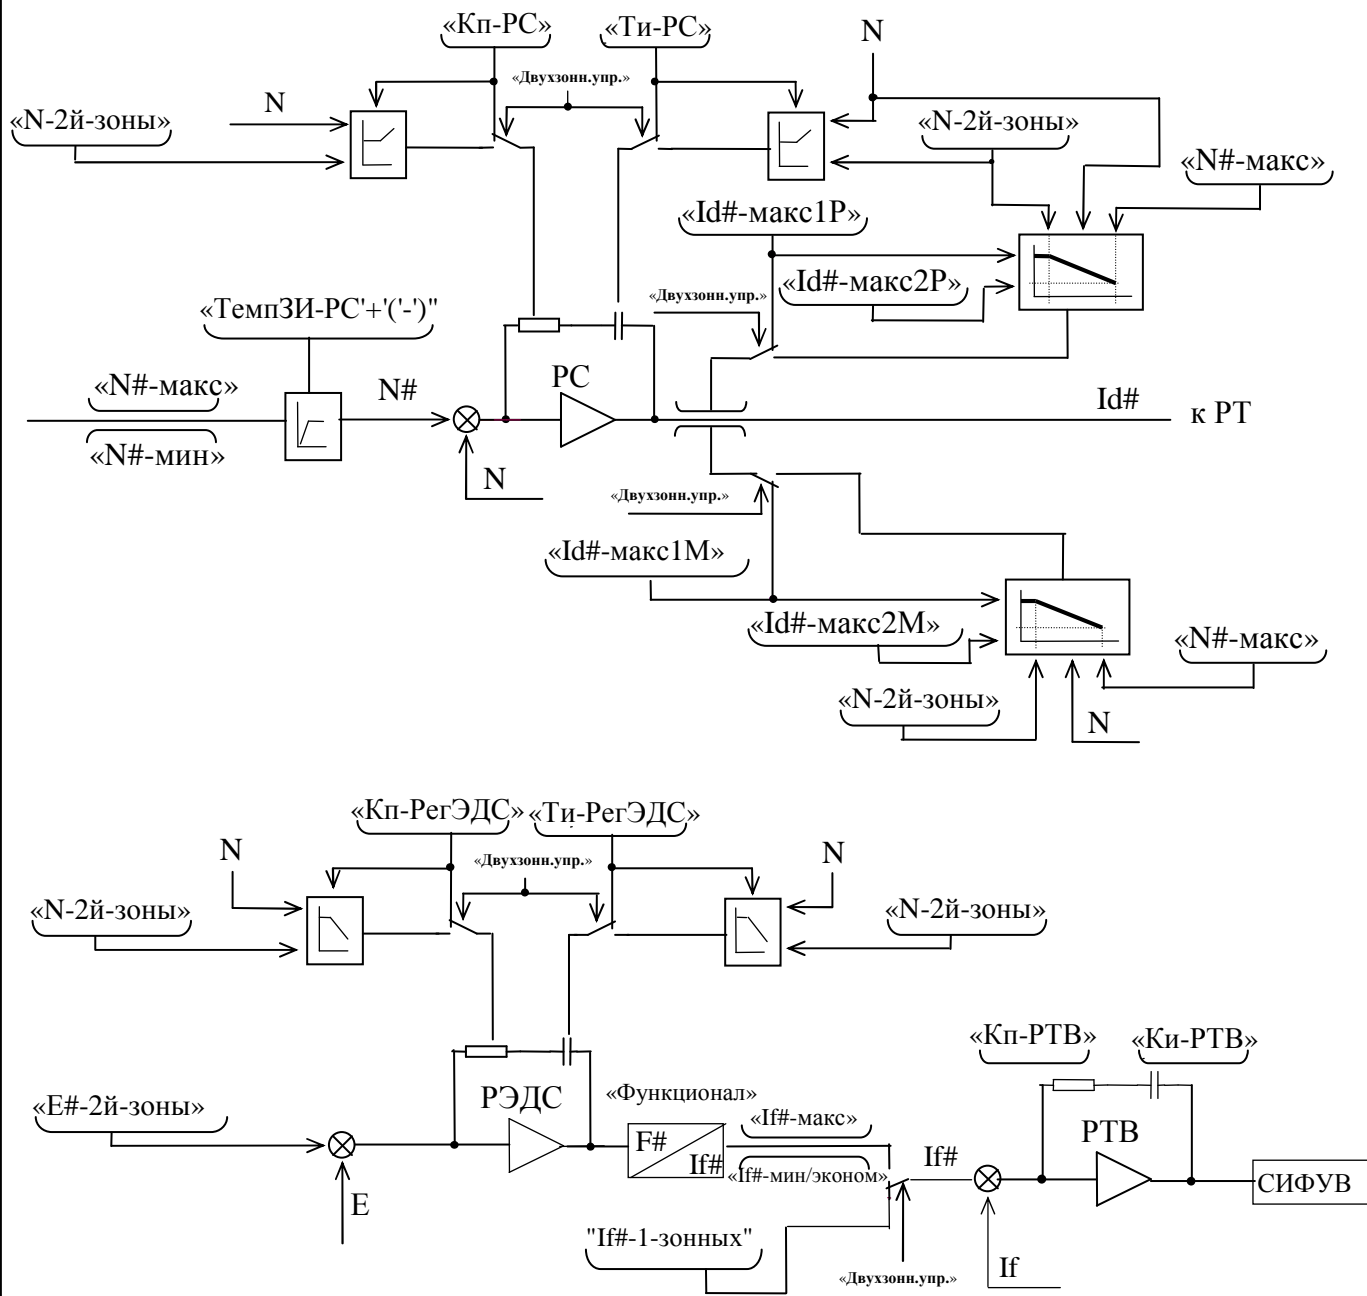 «Кп-РС»
«Ти-РС»
N
«Двухзонн.упр.»
«N-2й-зоны»
N
«N-2й-зоны»
«N#-макс»
«Id#-макс1Р»
«Id#-макс2Р»
«Двухзонн.упр.»
«ТемпЗИ-РС'+'('-')"
«N#-макс»
N#
РС
Id#
к РТ
«N#-мин»
N
«Двухзонн.упр.»
«Id#-макс1М»
«Id#-макс2М»
«N#-макс»
«N-2й-зоны»
N
«Кп-РегЭДС»
«Ти-РегЭДС»
N
«Двухзонн.упр.»
N
«N-2й-зоны»
«N-2й-зоны»
«Кп-РТВ»
«Ки-РТВ»
«Е#-2й-зоны»
РЭДС
«Функционал»
«If#-макс»
РТВ
F#
If#
«If#-мин/эконом»
If#
СИФУВ
Е
"If#-1-зонных"
If
«Двухзонн.упр.»